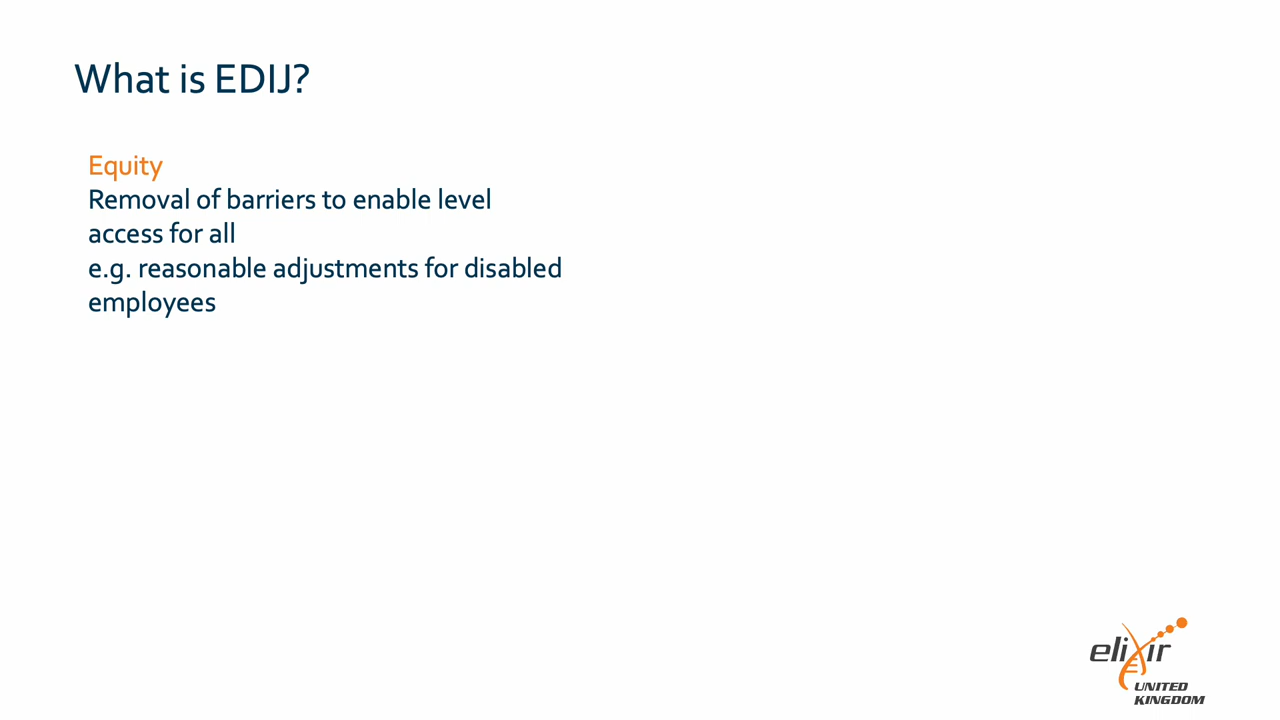 What is EDIJ?
Equity
Removal of barriers to enable level
access for all
e.g. reasonable adjustments for disabled
employees
elixir
UNITED
KINGDOM